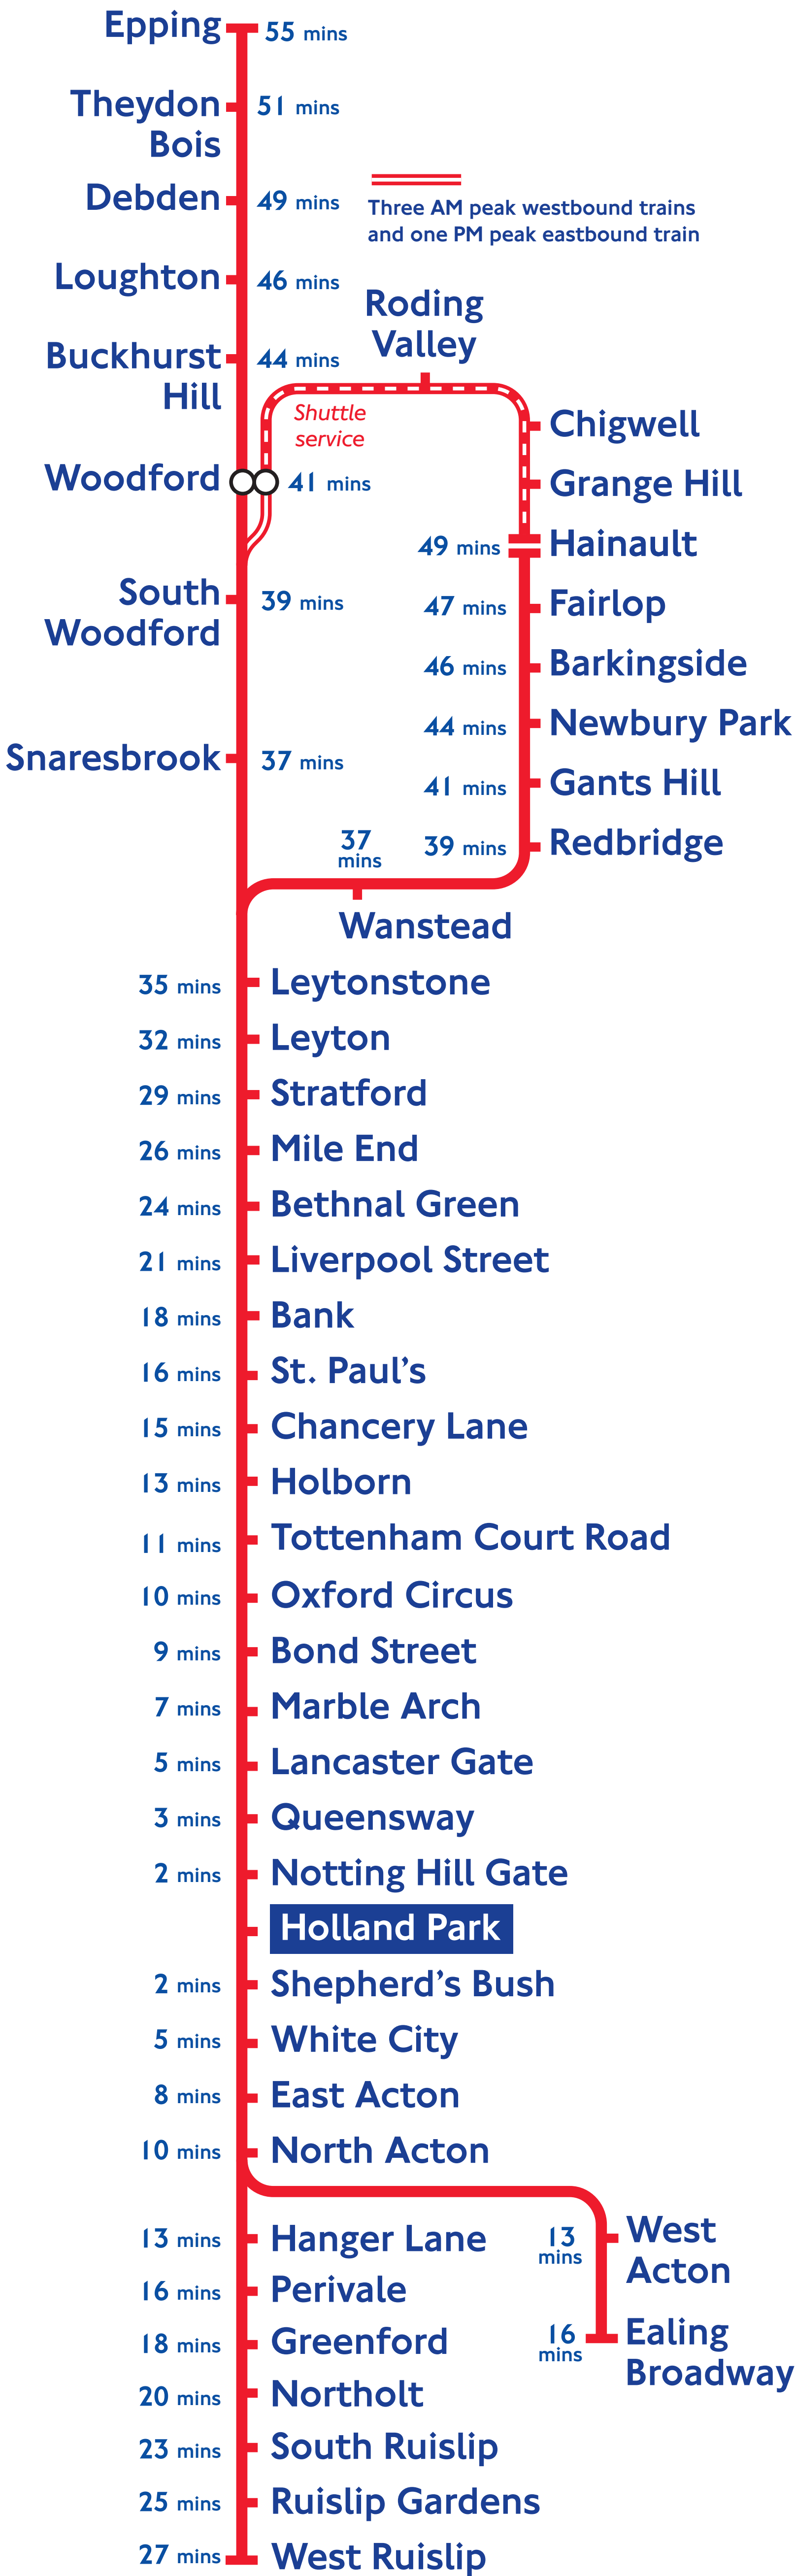 Epping 55 mins
Theydon 51 mins
Bois
Debden 49 mins
Three AM peak westbound trains
and one PM peak eastbound train
Loughton 46 mins
Roding
Valley
Buckhurst 44 mins
Hill
Shuttle
service
Chigwell
Woodford 41 mins
Grange Hill
49 mins Hainault
South 39 mins
Woodford
47 mins Fairlop
46 mins Barkingside
44 mins Newbury Park
Snaresbrook 37 mins
41 mins Gants Hill
39 mins Redbridge
37
mins
Wanstead
35 mins Leytonstone
32 mins Leyton
29 mins Stratford
26 mins Mile End
24 mins Bethnal Green
21 mins Liverpool Street
18 mins Bank
16 mins St. Paul’s
15 mins Chancery Lane
13 mins Holborn
11 mins Tottenham Court Road
10 mins Oxford Circus
9 mins Bond Street
7 mins Marble Arch
5 mins Lancaster Gate
3 mins Queensway
2 mins Notting Hill Gate
Holland Park
2 mins Shepherd’s Bush
5 mins White City
8 mins East Acton
10 mins North Acton
13 mins Hanger Lane
13
mins
West
Acton
16 mins Perivale
18 mins Greenford
16
mins
Ealing
Broadway
20 mins Northolt
23 mins South Ruislip
25 mins Ruislip Gardens
27 mins West Ruislip